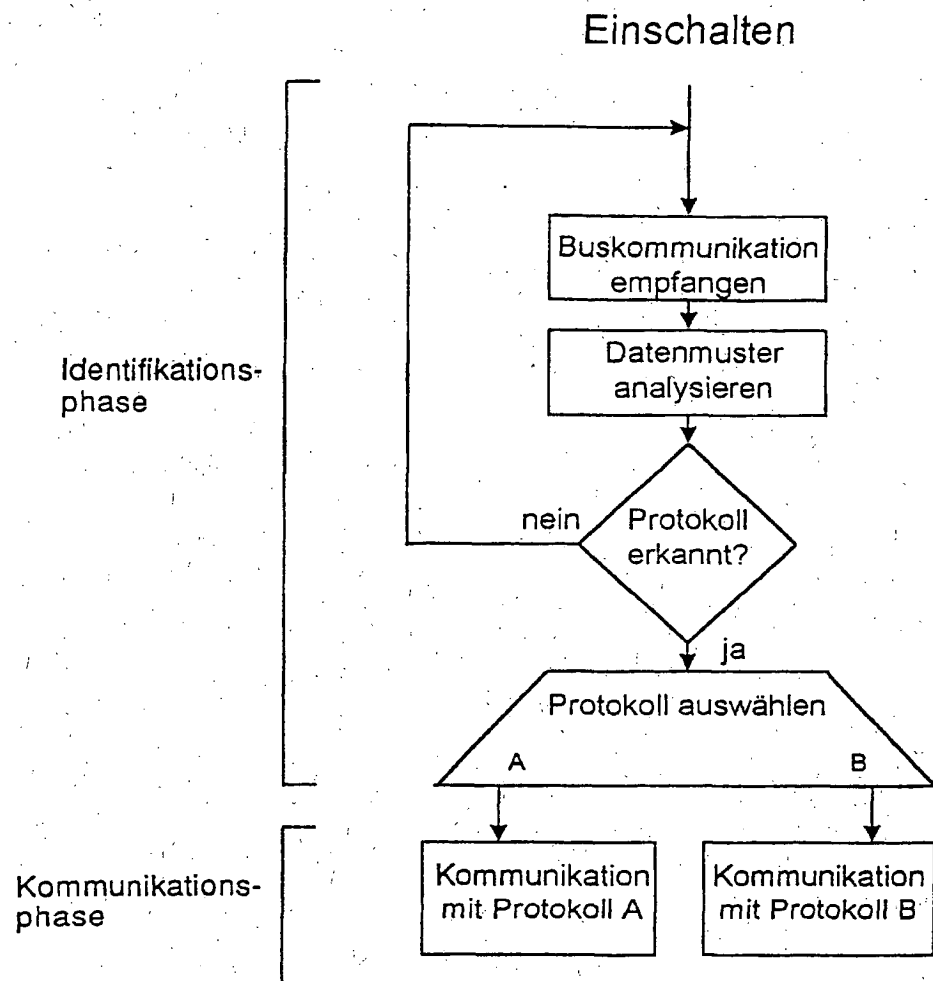 Einschalten
Buskommunikation
empfangen
Datenmuster
analysieren
Identifikations-
phase
nein
Protokoll
erkannt?
ja
Protokoll auswählen
A
B
Kommunikations-
phase
Kommunikation
mit Protokoll A
Kommunikation
mit Protokoll B